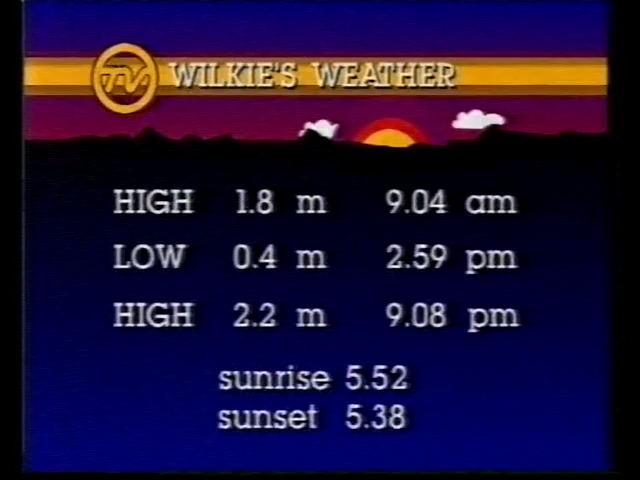 TV WILKIE'S WEATHER
HIGH 1.8 m 9.04 am
LOW 0.4 m 2.59 pm
HIGH 2.2 m 9.08 pm
sunrise 5.52
sunset 5.38